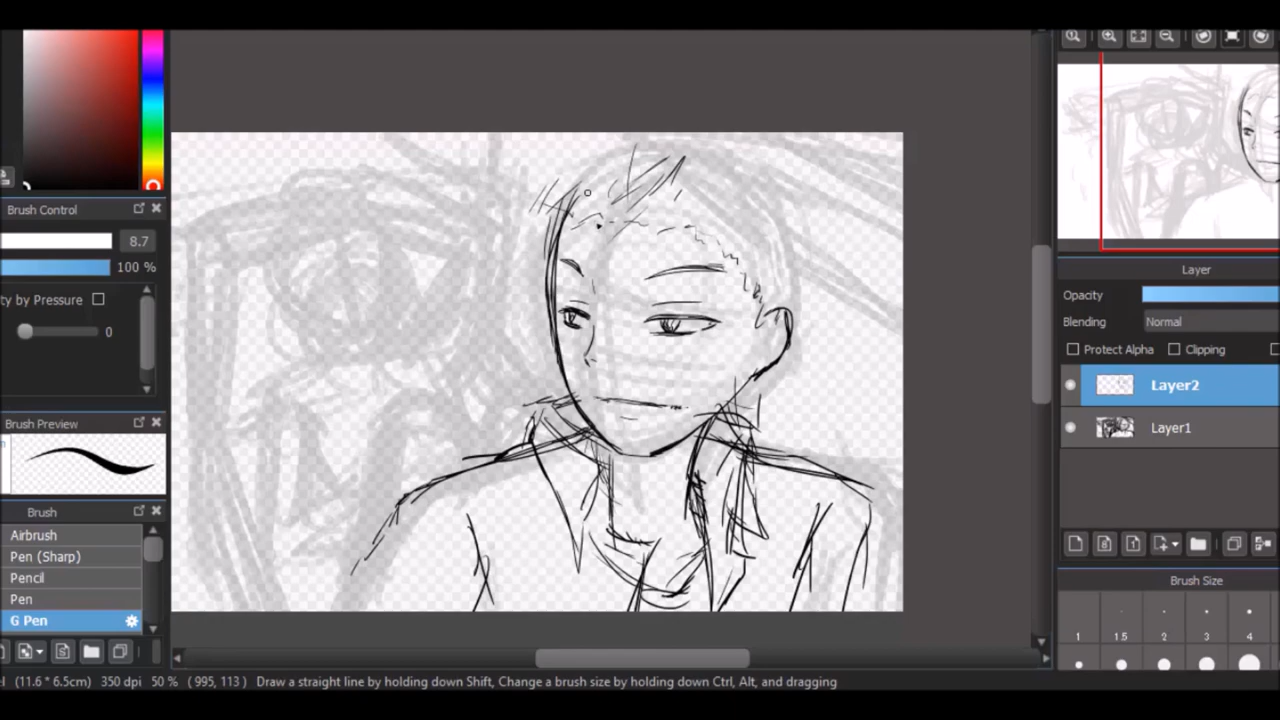 Brush Control
8.7
100 %
ty by Pressure
0
Brush Preview
Brush
Airbrush
Pen (Sharp)
Pencil
Pen
G Pen
Layer
Opacity
Blending
Normal
Protect Alpha
Clipping
Layer2
Layer1
8
1
Brush Size
1
1.5
2
3
4
el (11.6 * 6.5cm) 350 dpi 50 % ( 995, 113 ) Draw a straight line by holding down Shift, Change a brush size by holding down Ctrl, Alt, and dragging